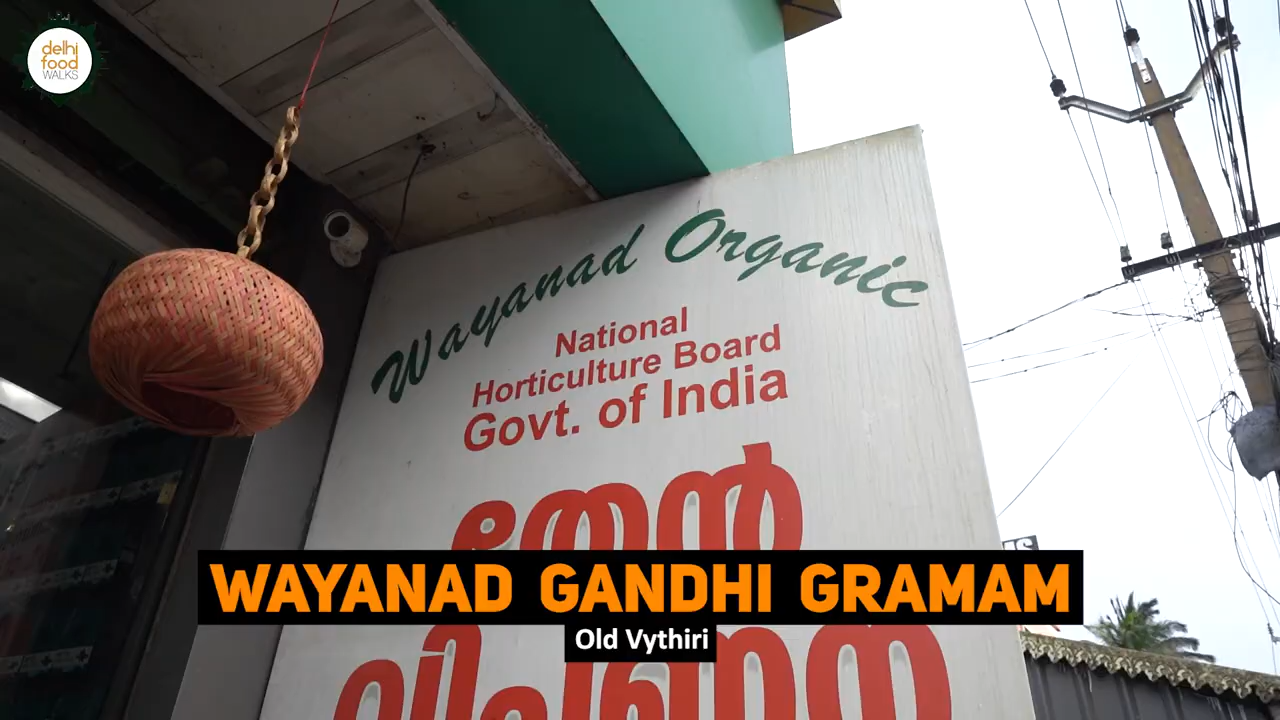 delhi
food
WALKS
Wayanad Organic
National
Horticulture Board
Govt. of India
തേൻ
WAYANAD GANDHI GRAMAM
Old Vythiri